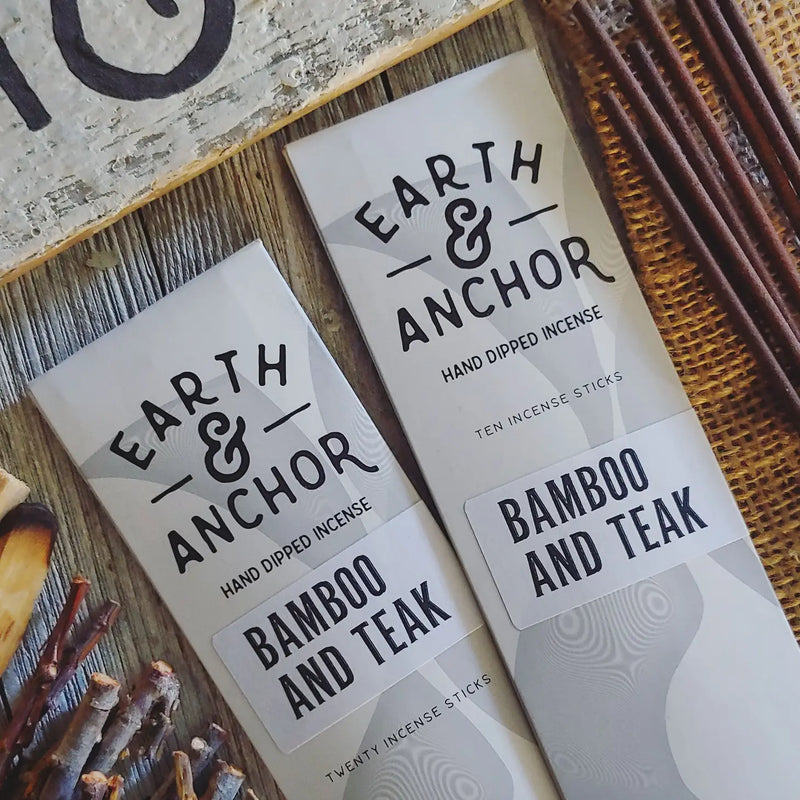 EARTH
&
ANCHOR
HAND DIPPED INCENSE
BAMBOO
AND TEAK
TWENTY INCENSE STICKS
EARTH
&
ANCHOR
HAND DIPPED INCENSE
TEN INCENSE STICKS
BAMBOO
AND TEAK